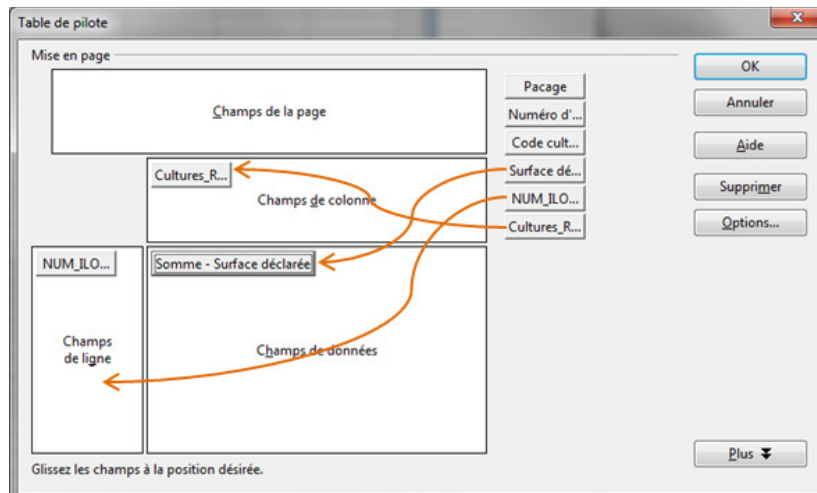 Table de pilote
Mise en page
Champs de la page
Pacage
Numéro d'...
Code cult...
Surface dé...
NUM_ILO...
Cultures_R...
Cultures_R...
Champs de colonne
NUM_ILO...
Somme - Surface déclarée
Champs
de ligne
Champs de données
OK
Annuler
Aide
Supprimer
Options...
Plus
Glissez les champs à la position désirée.